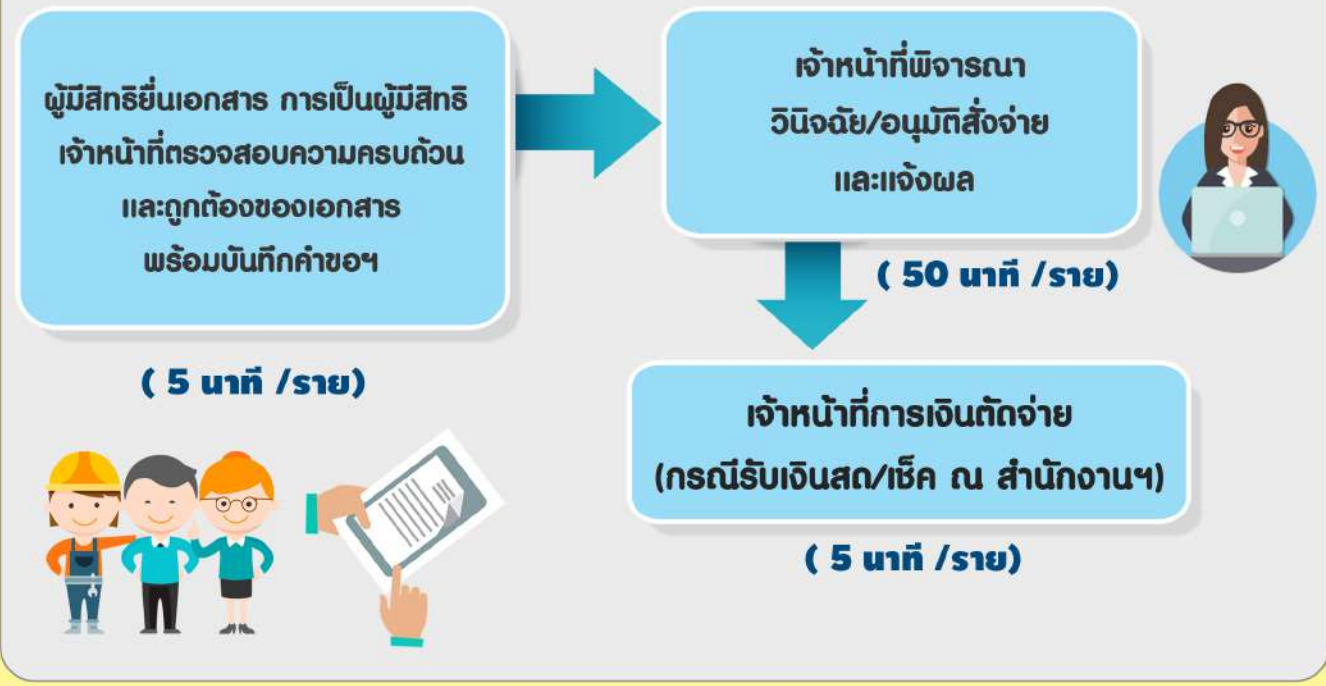 ผู้มีสิทธิยื่นเอกสาร การเป็นผู้มีสิทธิ
เจ้าหน้าที่ตรวจสอบความครบถ้วน
และถูกต้องของเอกสาร
พร้อมบันทึกคำขอฯ
( 5 นาที /ราย)
เจ้าหน้าที่พิจารณา
วินิจฉัย/อนุมัติสั่งจ่าย
และแจ้งผล
( 50 นาที /ราย)
เจ้าหน้าที่การเงินตัดจ่าย
(กรณีรับเงินสด/เช็ค ณ สำนักงานฯ)
( 5 นาที /ราย)